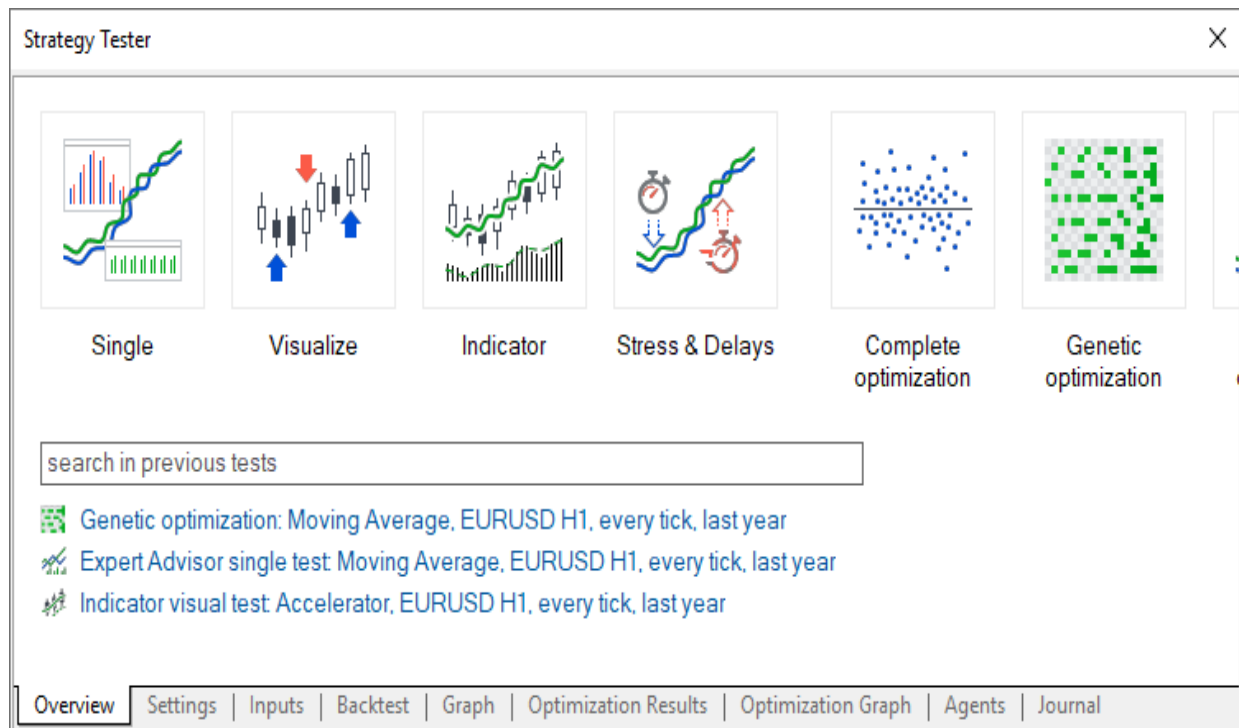 Strategy Tester
Single
Visualize
Indicator
Stress & Delays
Complete
optimization
Genetic
optimization
search in previous tests
Genetic optimization: Moving Average, EURUSD H1, every tick, last year
Expert Advisor single test: Moving Average, EURUSD H1, every tick, last year
Indicator visual test: Accelerator, EURUSD H1, every tick, last year
Overview Settings Inputs Backtest Graph Optimization Results Optimization Graph Agents Journal